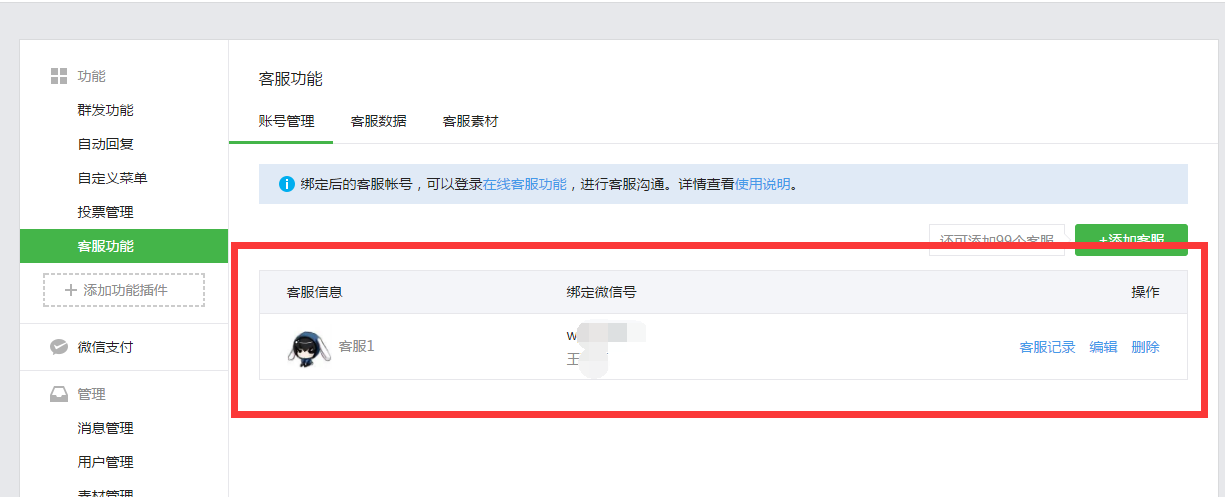 功能
群发功能
自动回复
自定义菜单
投票管理
客服功能
添加功能插件
微信支付
管理
消息管理
用户管理
素材管理
客服功能
账号管理 客服数据 客服素材
绑定后的客服帐号，可以登录在线客服功能，进行客服沟通。详情查看使用说明。
还可添加99个客服 +添加客服
客服信息 绑定微信号 操作
客服1 w 客服记录 编辑 删除
王